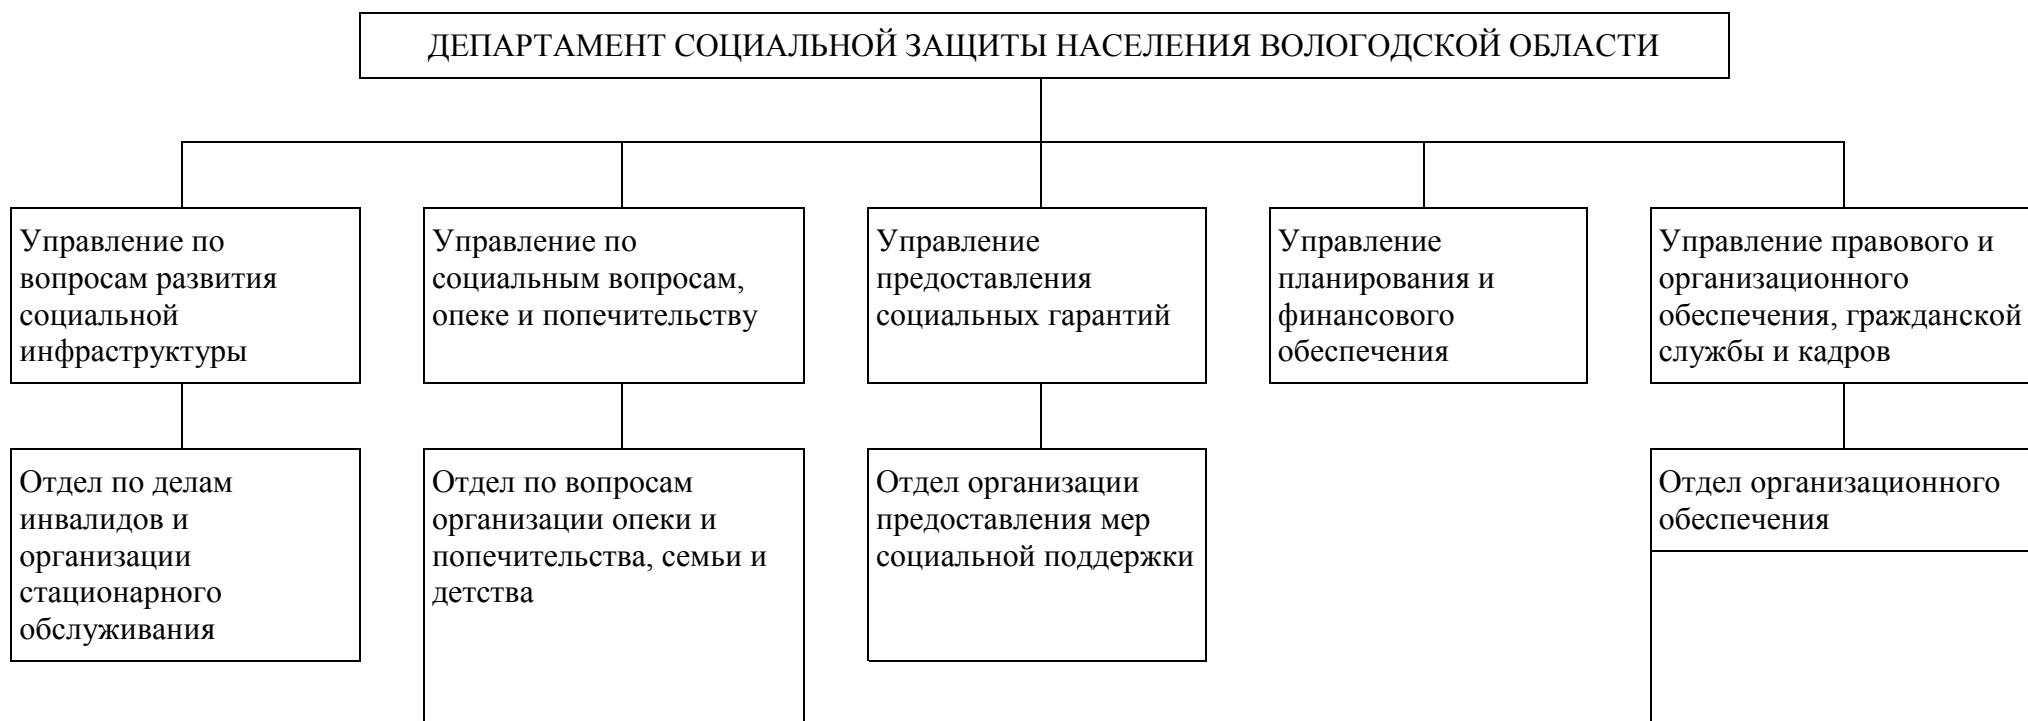 ДЕПАРТАМЕНТ СОЦИАЛЬНОЙ ЗАЩИТЫ НАСЕЛЕНИЯ ВОЛОГОДСКОЙ ОБЛАСТИ
Управление по
вопросам развития
социальной
инфраструктуры
Управление по
социальным вопросам,
опеке и попечительству
Управление
предоставления
социальных гарантий
Управление
планирования и
финансового
обеспечения
Управление правового и
организационного
обеспечения, гражданской
службы и кадров
Отдел по делам
инвалидов и
организации
стационарного
обслуживания
Отдел по вопросам
организации опеки и
попечительства, семьи и
детства
Отдел организации
предоставления мер
социальной поддержки
Отдел организационного
обеспечения